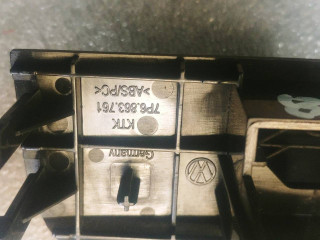 KTK
7P6.863.761
>ABS/PC<
Germany